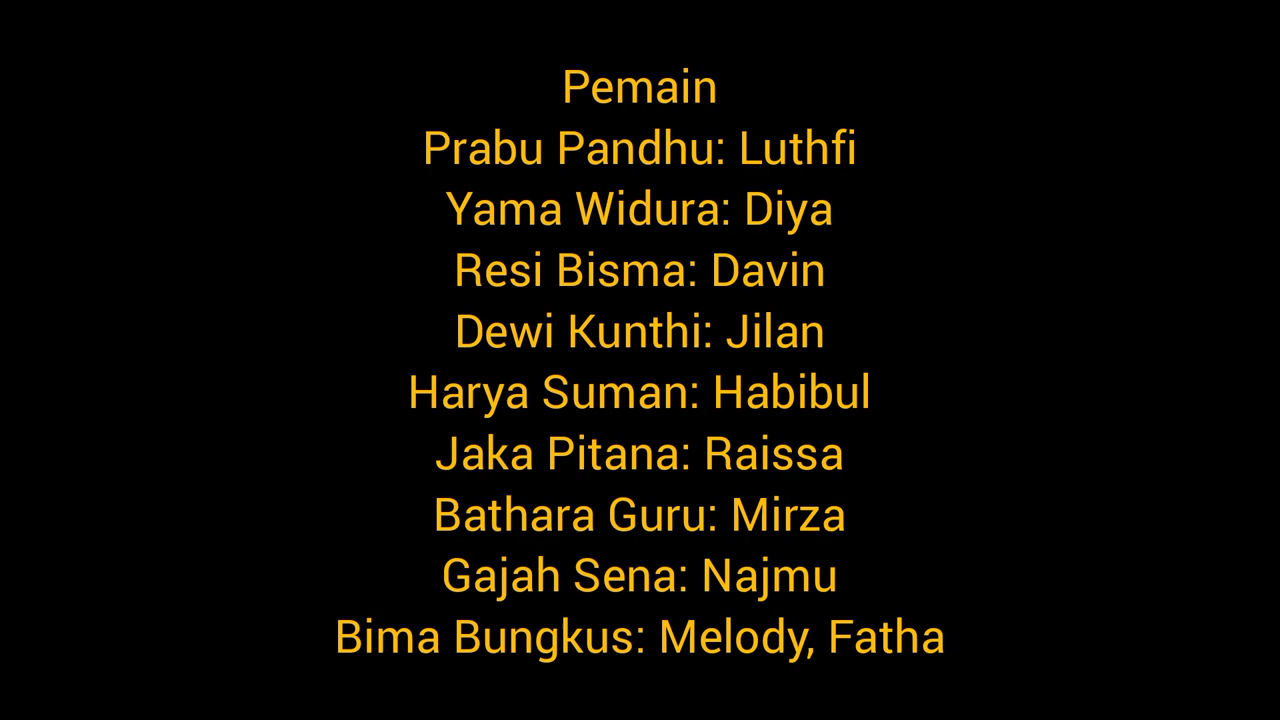 Pemain
Prabu Pandhu: Luthfi
Yama Widura: Diya
Resi Bisma: Davin
Dewi Kunthi: Jilan
Harya Suman: Habibul
Jaka Pitana: Raissa
Bathara Guru: Mirza
Gajah Sena: Najmu
Bima Bungkus: Melody, Fatha